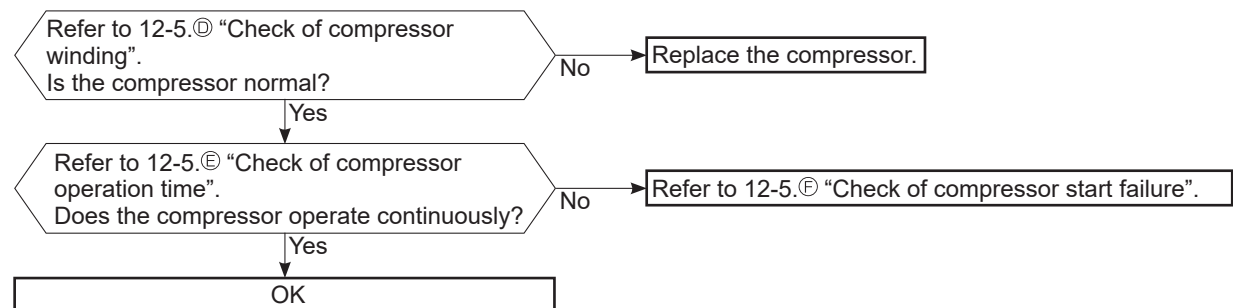 Refer to 12-5.Ⓓ “Check of compressor
winding”.
Is the compressor normal?
No
Replace the compressor.
Yes
Refer to 12-5.Ⓔ “Check of compressor
operation time”.
Does the compressor operate continuously?
No
Refer to 12-5.Ⓕ “Check of compressor start failure”.
Yes
OK